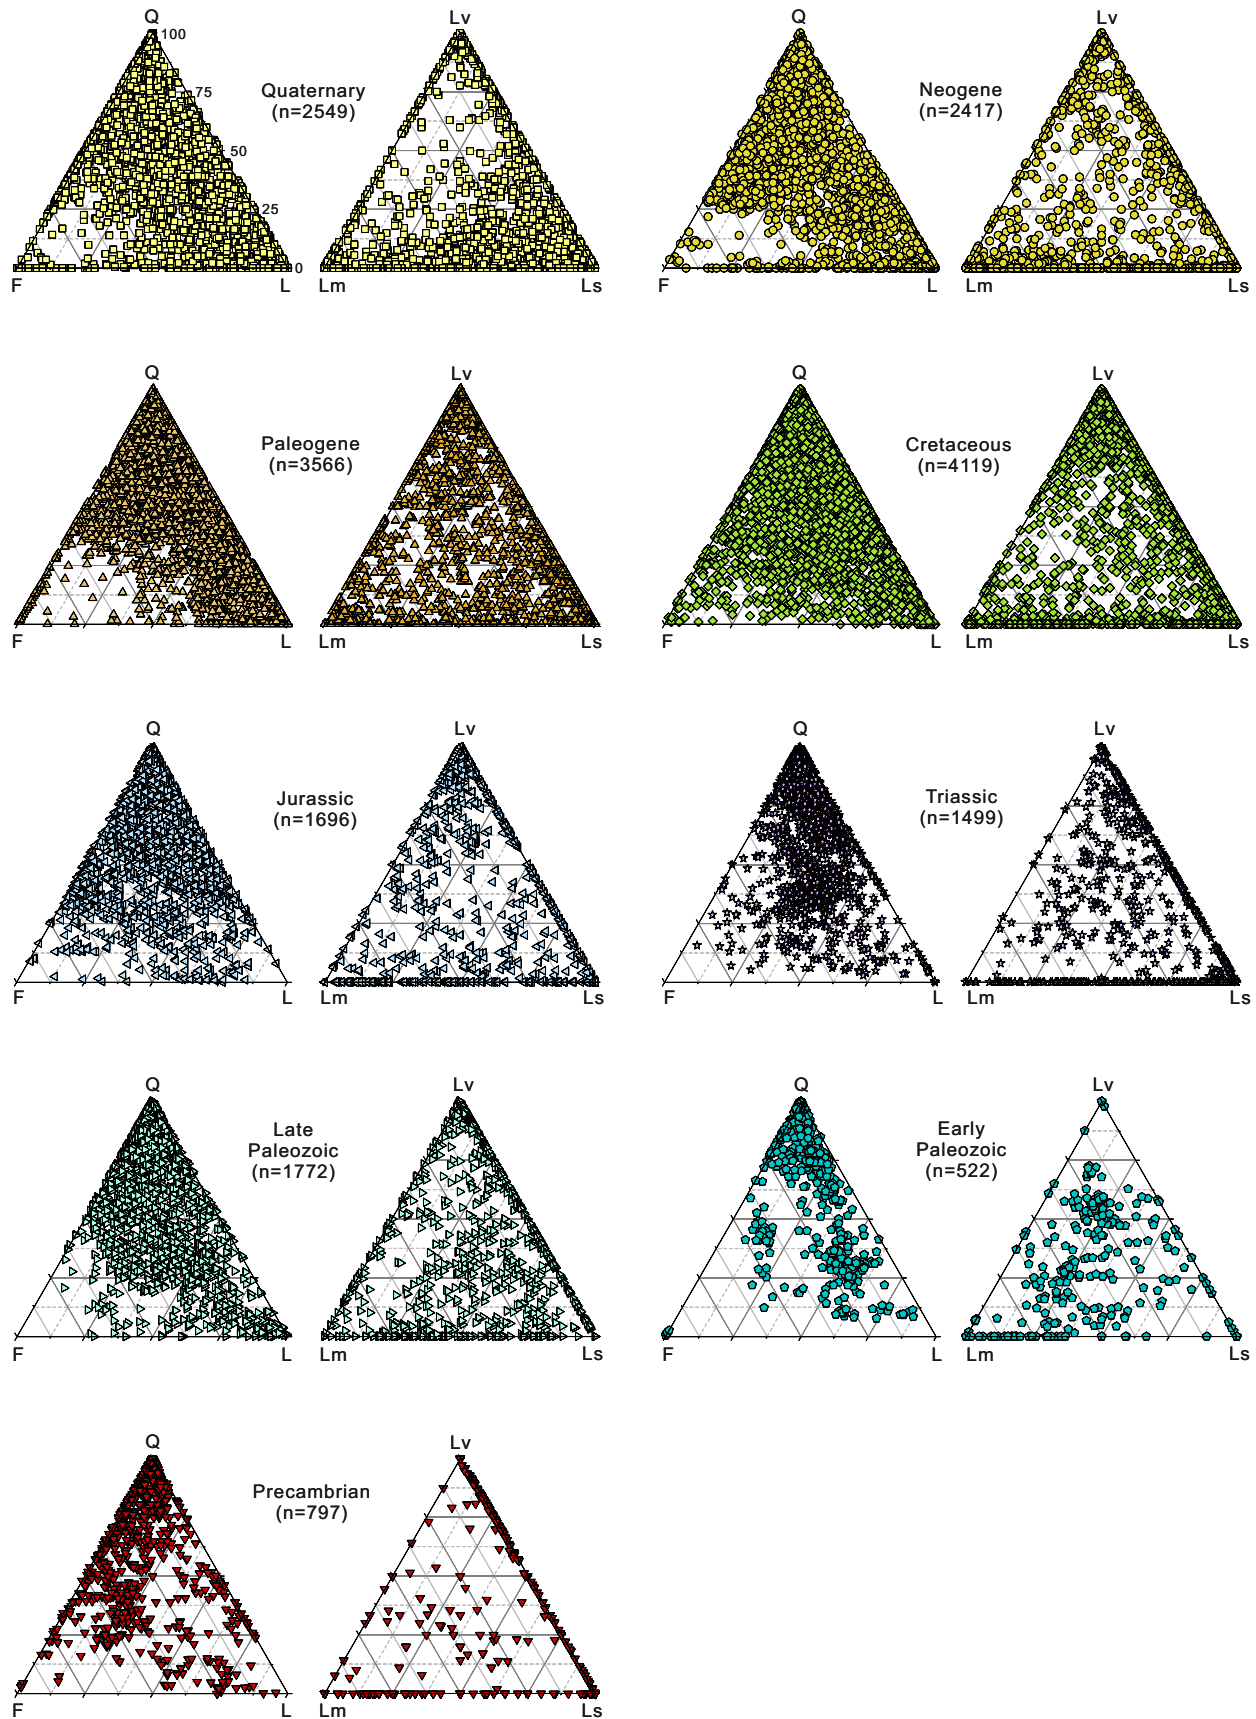 Q
Lv
100
75
50
25
0
Quaternary
(n=2549)
F
L
Lm
Ls
Q
Lv
Neogene
(n=2417)
F
L
Lm
Ls
Q
Lv
Paleogene
(n=3566)
F
L
Lm
Ls
Q
Lv
Cretaceous
(n=4119)
F
L
Lm
Ls
Q
Lv
Jurassic
(n=1696)
F
L
Lm
Ls
Q
Lv
Triassic
(n=1499)
F
L
Lm
Ls
Q
Lv
Late
Paleozoic
(n=1772)
F
L
Lm
Ls
Q
Lv
Early
Paleozoic
(n=522)
F
L
Lm
Ls
Q
Lv
Precambrian
(n=797)
F
L
Lm
Ls